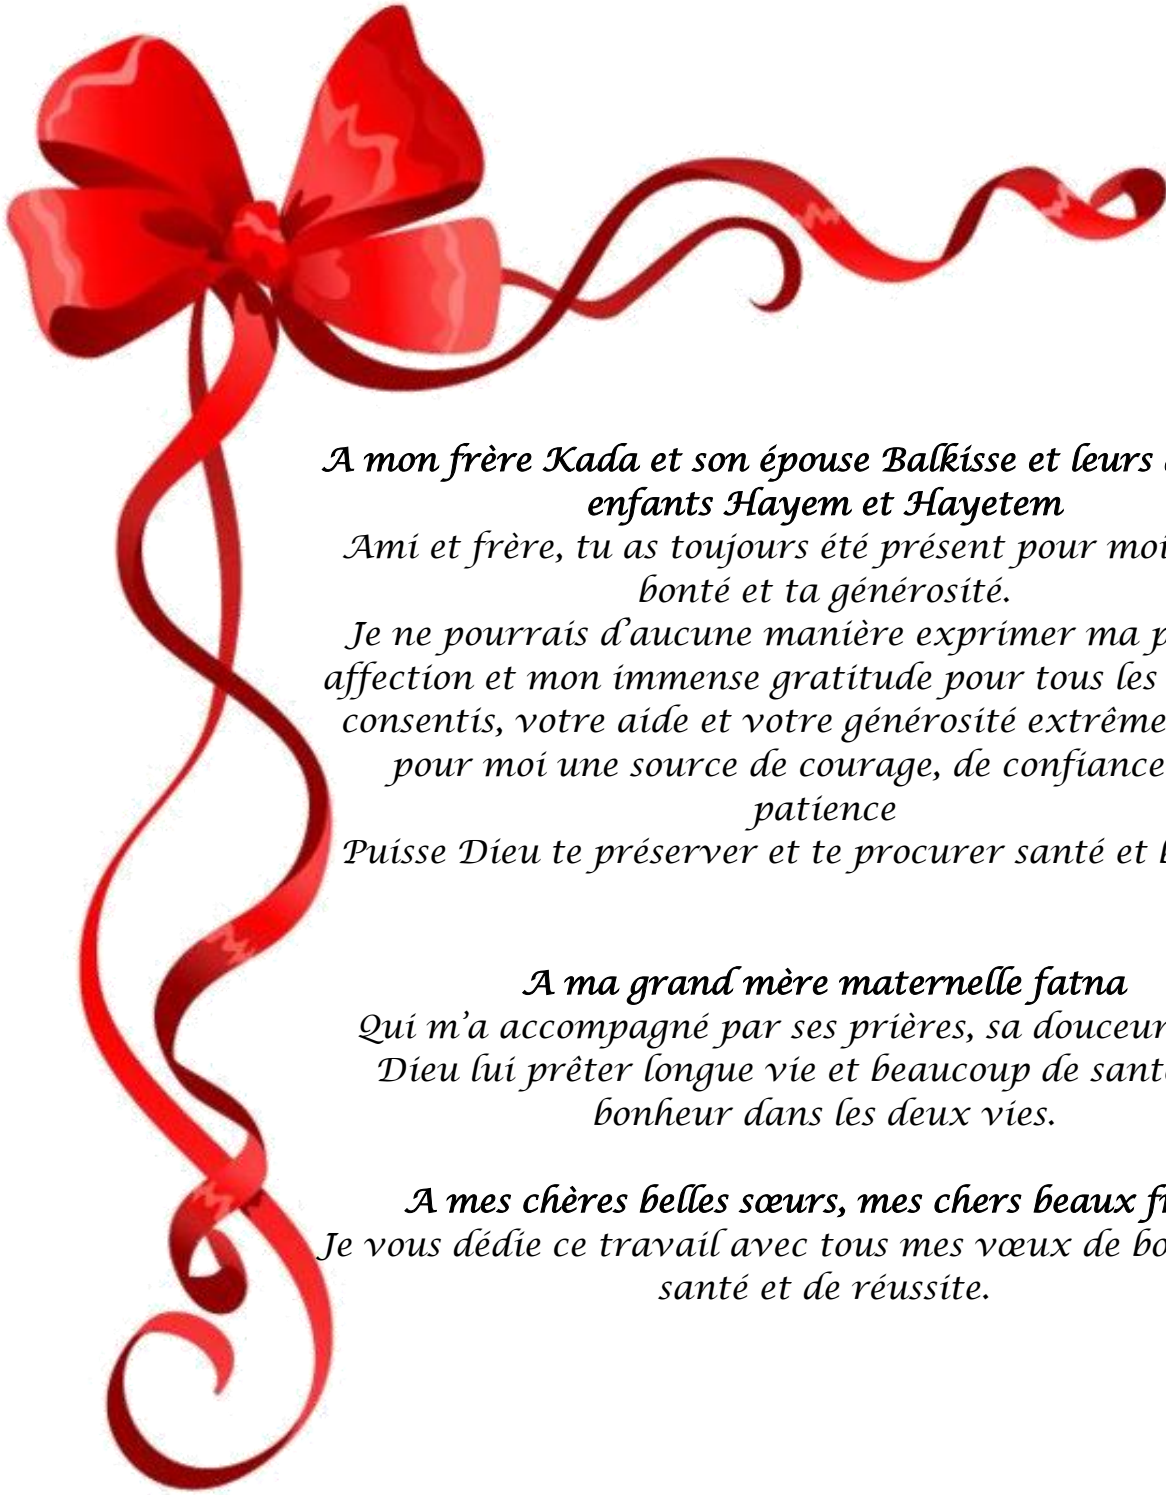 A mon frère Kada et son épouse Balkisse et leurs
enfants Hayem et Hayetem
Ami et frère, tu as toujours été présent pour moi
bonté et ta générosité.
Je ne pourrais d’aucune manière exprimer ma
affection et mon immense gratitude pour tous les
consentis, votre aide et votre générosité extrême
pour moi une source de courage, de confiance
patience
Puisse Dieu te préserver et te procurer santé et
A ma grand mère maternelle fatna
Qui m’a accompagné par ses prières, sa douceur
Dieu lui prêter longue vie et beaucoup de
bonheur dans les deux vies.
A mes chères belles sœurs, mes chers beaux
Je vous dédie ce travail avec tous mes vœux de
santé et de réussite.